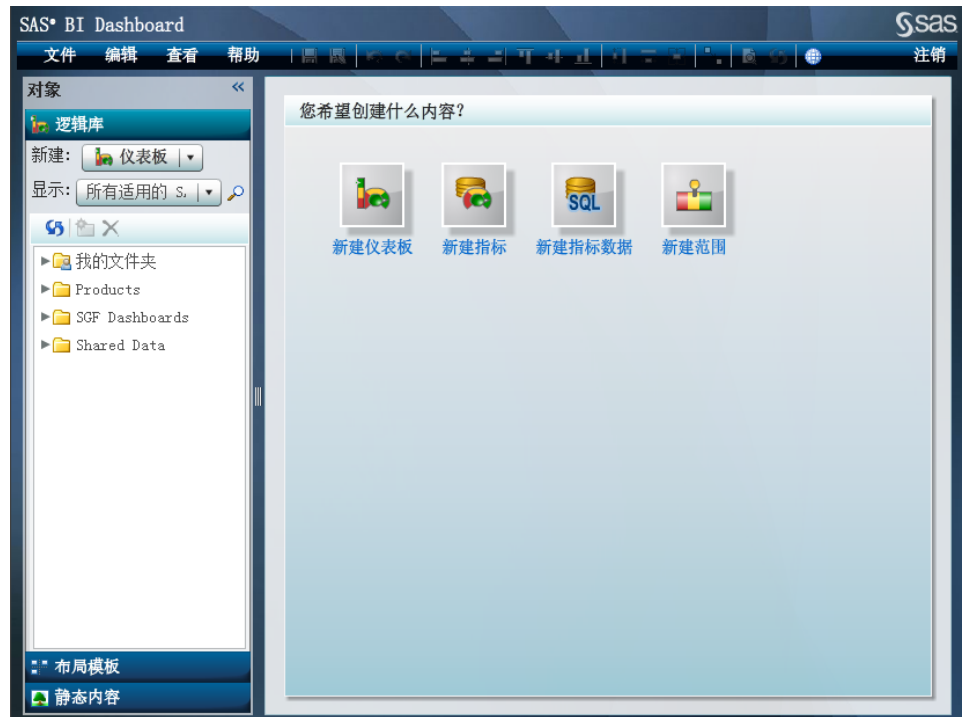 SAS® BI Dashboard
sas
文件 编辑 查看 帮助 注销
对象
逻辑库
新建: 仪表板
显示: 所有适用的 S.
我的文件夹
Products
SGF Dashboards
Shared Data
布局模板
静态内容
您希望创建什么内容?
SQL
新建仪表板 新建指标 新建指标数据 新建范围